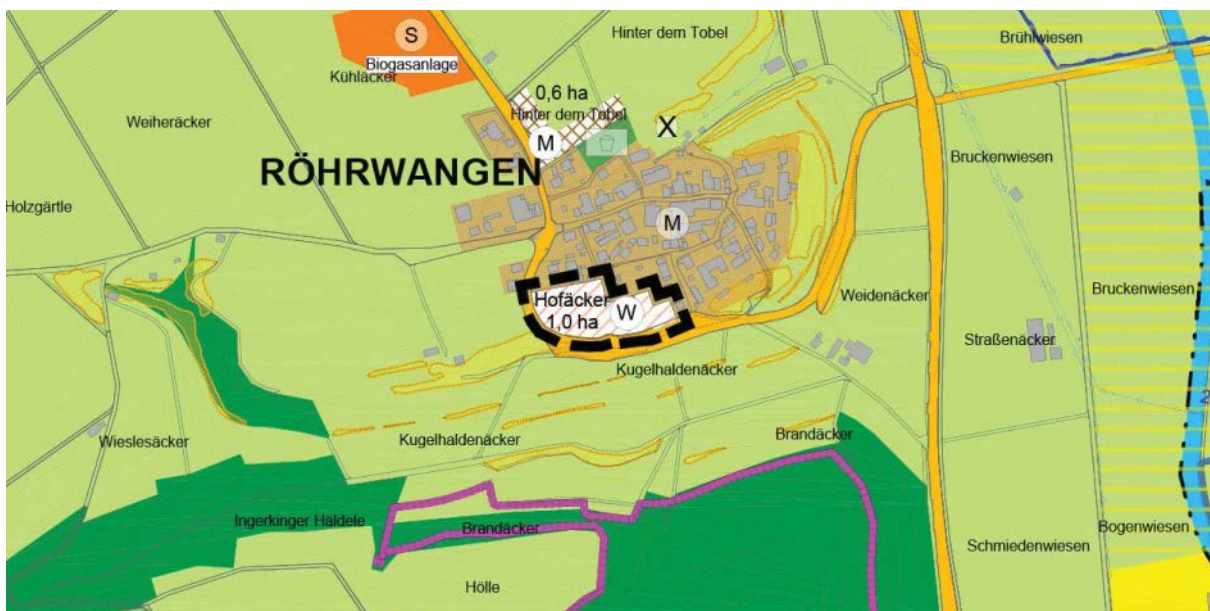 S
Biogasanlage
Kühläcker
Hinter dem Tobel
Brühlwiesen
0,6 ha
Hinter dem Tobel
Weiheräcker
M
X
RÖHRWANGEN
Bruckenwiesen
Holzgärtle
M
Hofäcker
1,0 ha
W
Weidenäcker
Bruckenwiesen
Straßenäcker
Kugelhaldenäcker
Wieslesäcker
Kugelhaldenäcker
Brandäcker
Ingerkinger Häldele
Brandäcker
Bogenwiesen
Schmiedenwiesen
Hölle